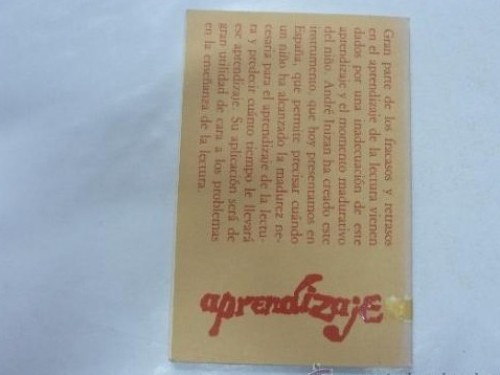 Gran parte de los fracasos y retrasos
en el aprendizaje de la lectura vienen
dados por una inadecuación de este
aprendizaje y el momento madurativo
del niño. André Inizan ha creado este
instrumento, que hoy presentamos en
España, que permite precisar cuándo
un niño ha alcanzado la madurez ne-
cesaria para el aprendizaje de la lectu-
ra y predecir cuánto tiempo le llevará
ese aprendizaje. Su aplicación será de
gran utilidad de cara a los problemas
en la enseñanza de la lectura.
aprendizaje